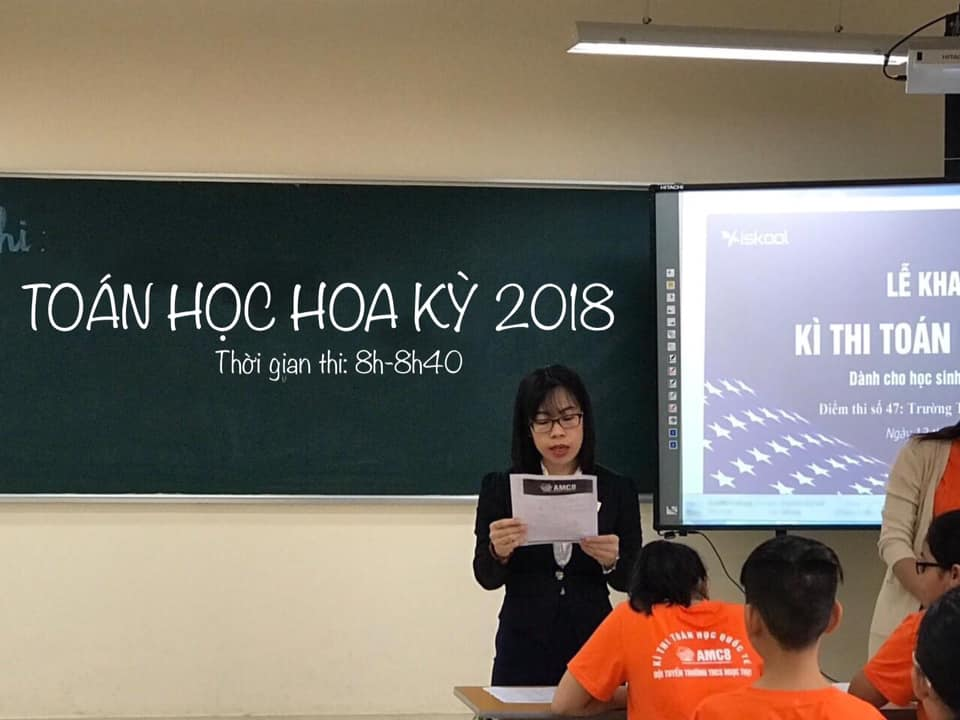 hi :
TOÁN HỌC HOA KỲ 2018
Thời gian thi: 8h-8h40
HITACHI
iskool
LỄ KHA
KÌ THI TOÁN
Dành cho học sinh
Điểm thi số 47: Trường T
Ngày
AMC8
KÌ THI TOÁN HỌC QUỐC TẾ
AMC8
ĐỘI TUYỂN TRƯỜNG THCS NGỌC